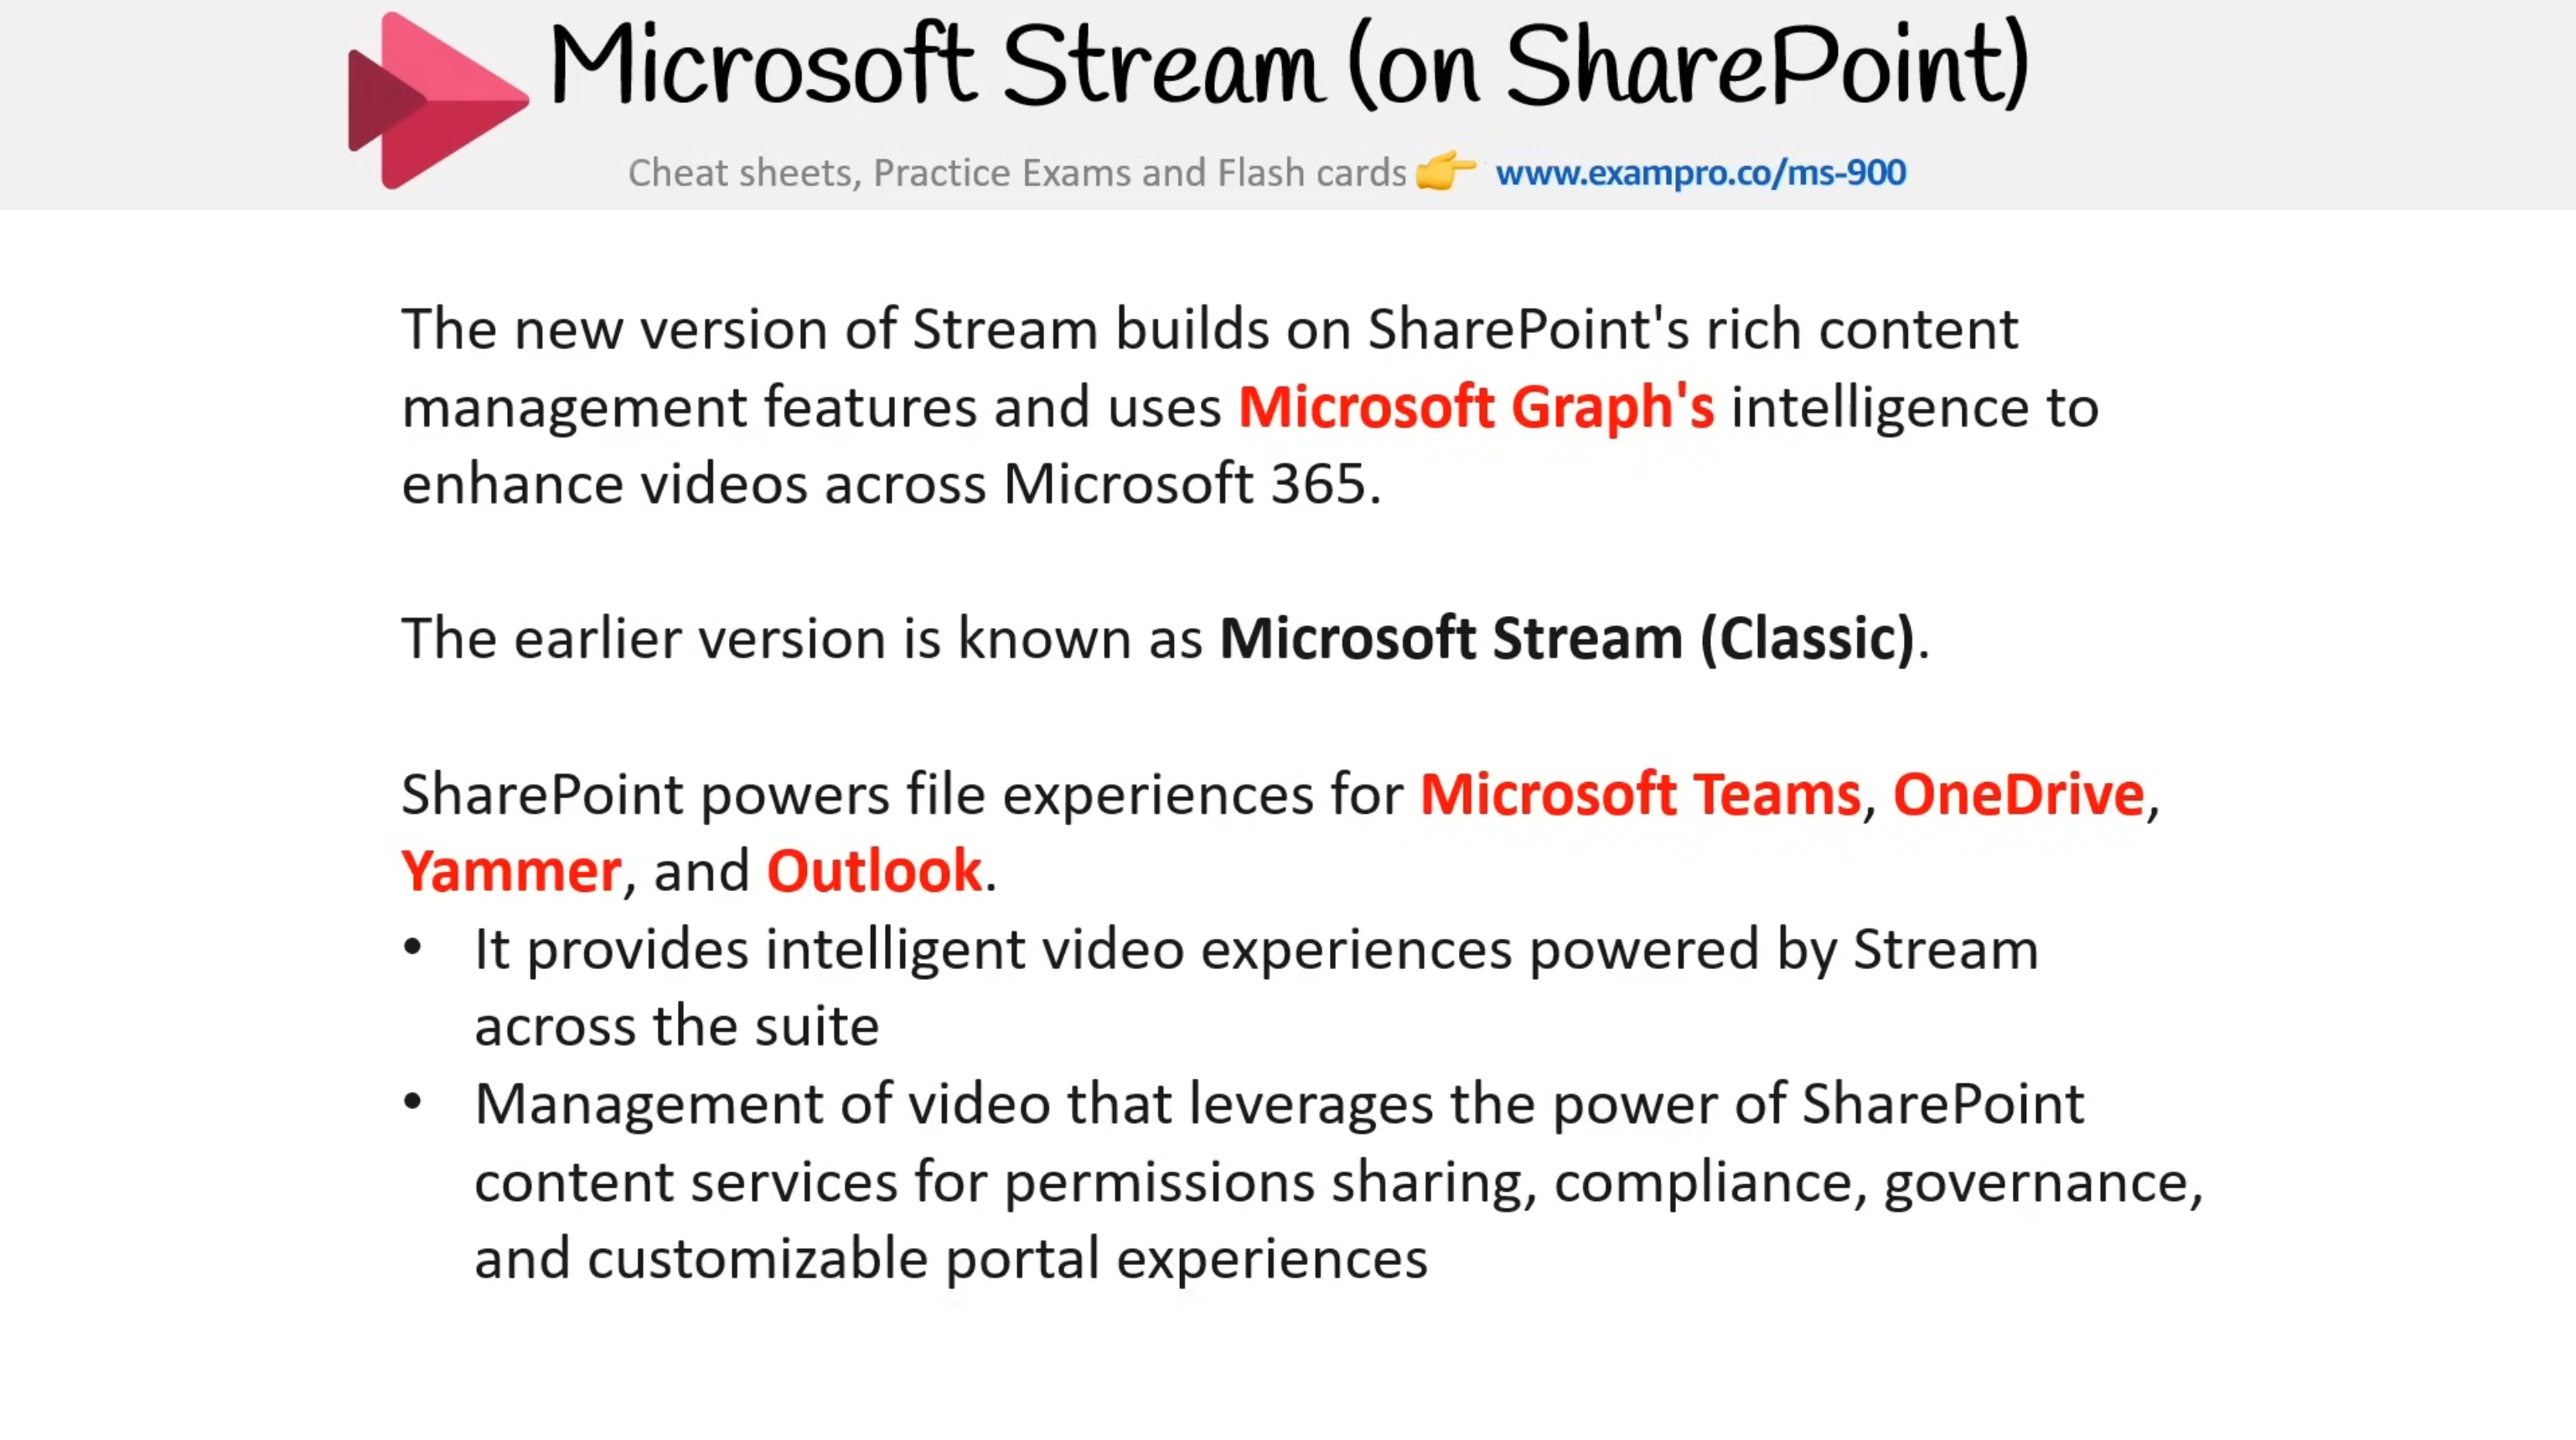 Microsoft Stream (on SharePoint)
Cheat sheets, Practice Exams and Flash cards 👉 www.exampro.co/ms-900
The new version of Stream builds on SharePoint's rich content
management features and uses Microsoft Graph's intelligence to
enhance videos across Microsoft 365.
The earlier version is known as Microsoft Stream (Classic).
SharePoint powers file experiences for Microsoft Teams, OneDrive,
Yammer, and Outlook.
• It provides intelligent video experiences powered by Stream
across the suite
• Management of video that leverages the power of SharePoint
content services for permissions sharing, compliance, governance,
and customizable portal experiences